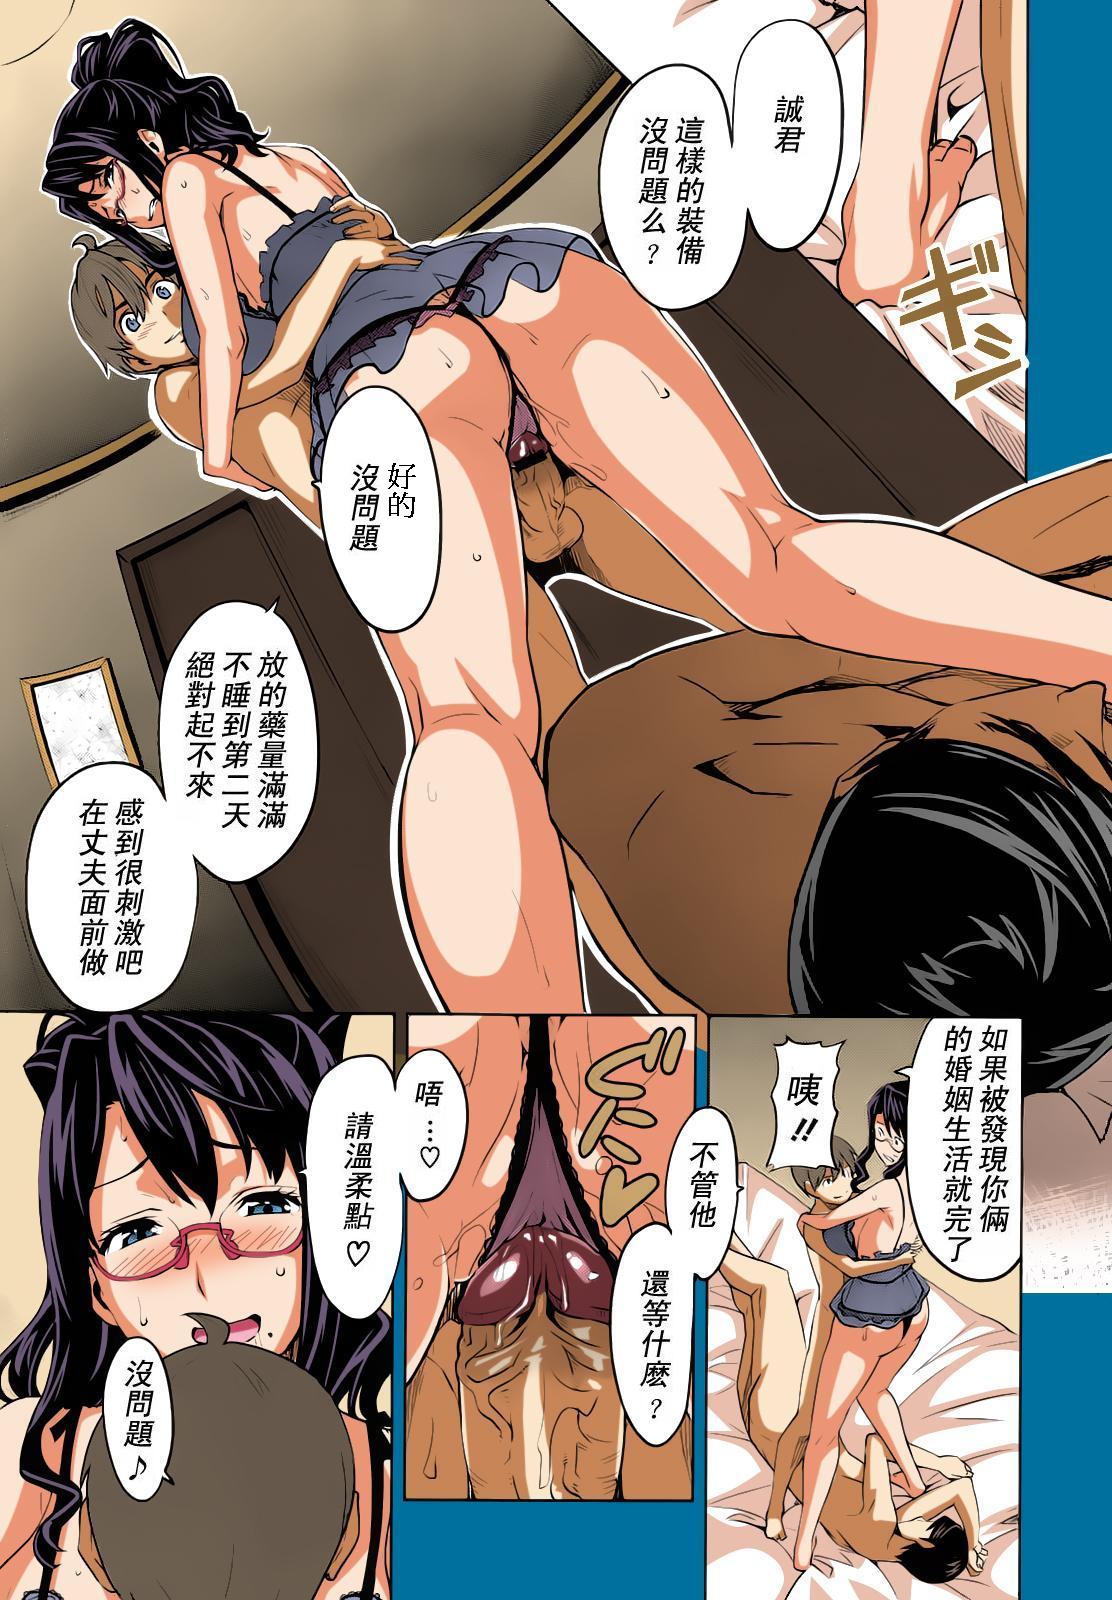 誠君
這樣的裝備
沒問題么？
ギシ
好的
沒問題
放的藥量滿滿
不睡到第二天
絕對起不來
感到很刺激吧
在丈夫面前做
如果被發現你倆
的婚姻生活就完了
咦!!
不管他
還等什麽？
唔…♡
請溫柔點♡
沒問題♪